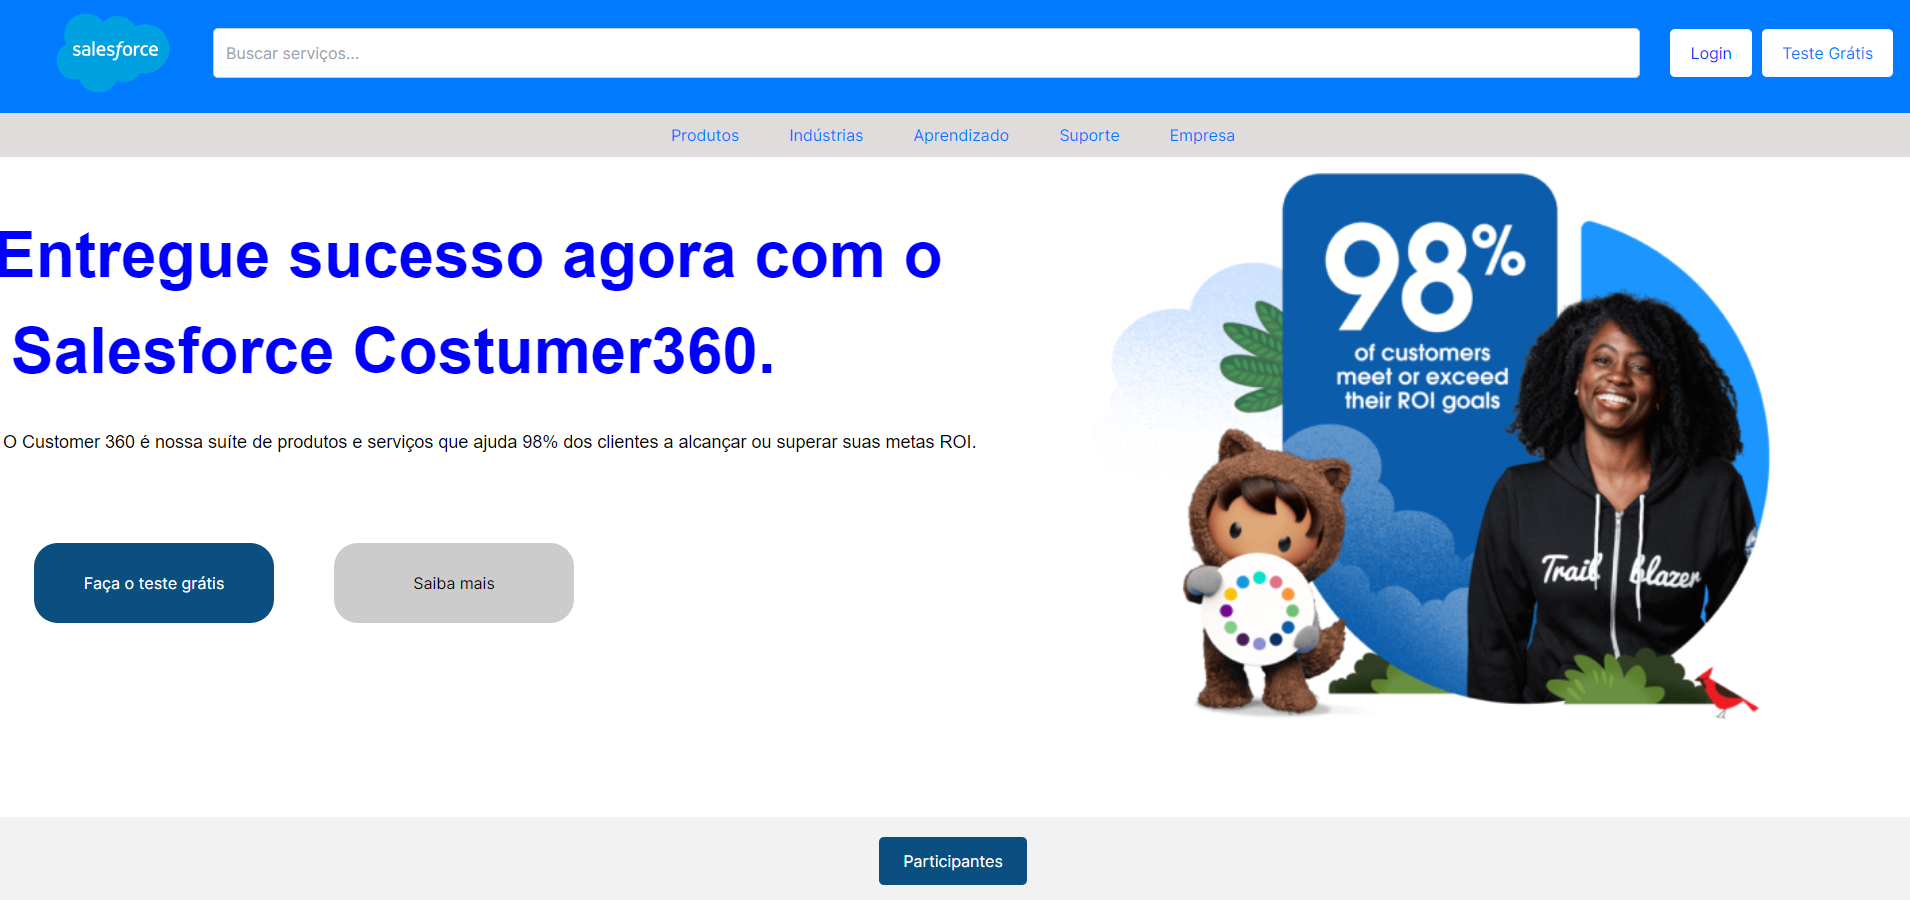 salesforce
Buscar serviços...
Login
Teste Grátis
Produtos
Indústrias
Aprendizado
Suporte
Empresa
Entregue sucesso agora com o
Salesforce Costumer360.
O Customer 360 é nossa suíte de produtos e serviços que ajuda 98% dos clientes a alcançar ou superar suas metas ROI.
Faça o teste grátis
Saiba mais
98%
of customers
meet or exceed
their ROI goals
Trail blazer
Participantes